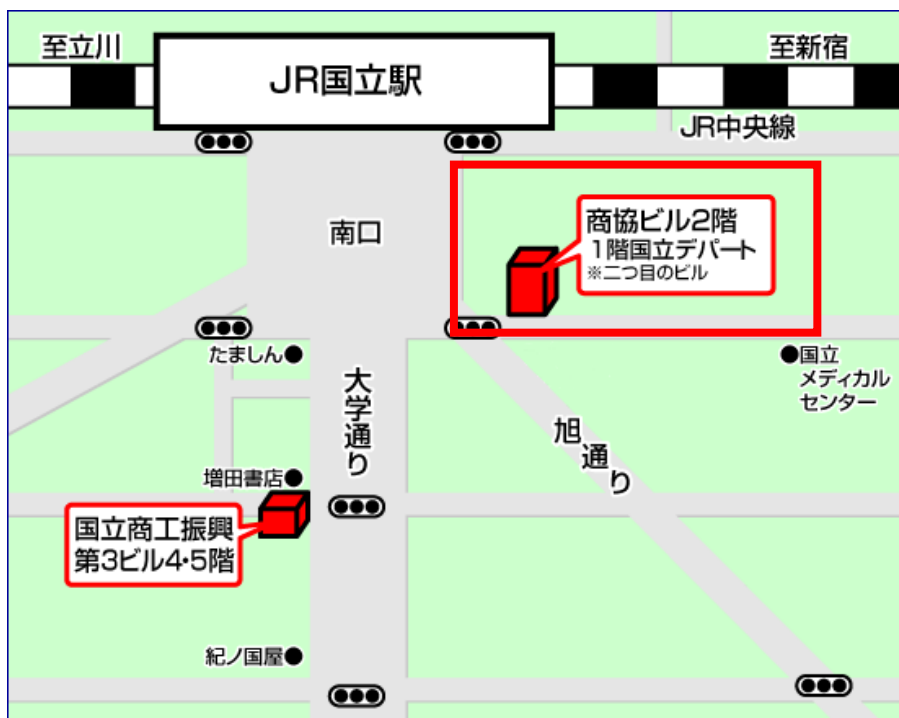 至立川
至新宿
JR国立駅
JR中央線
南口
商協ビル2階
1階国立デパート
※二つ目のビル
たましん
国立
メディカル
センター
大学通り
旭通り
増田書店
国立商工振興
第3ビル4・5階
紀ノ国屋